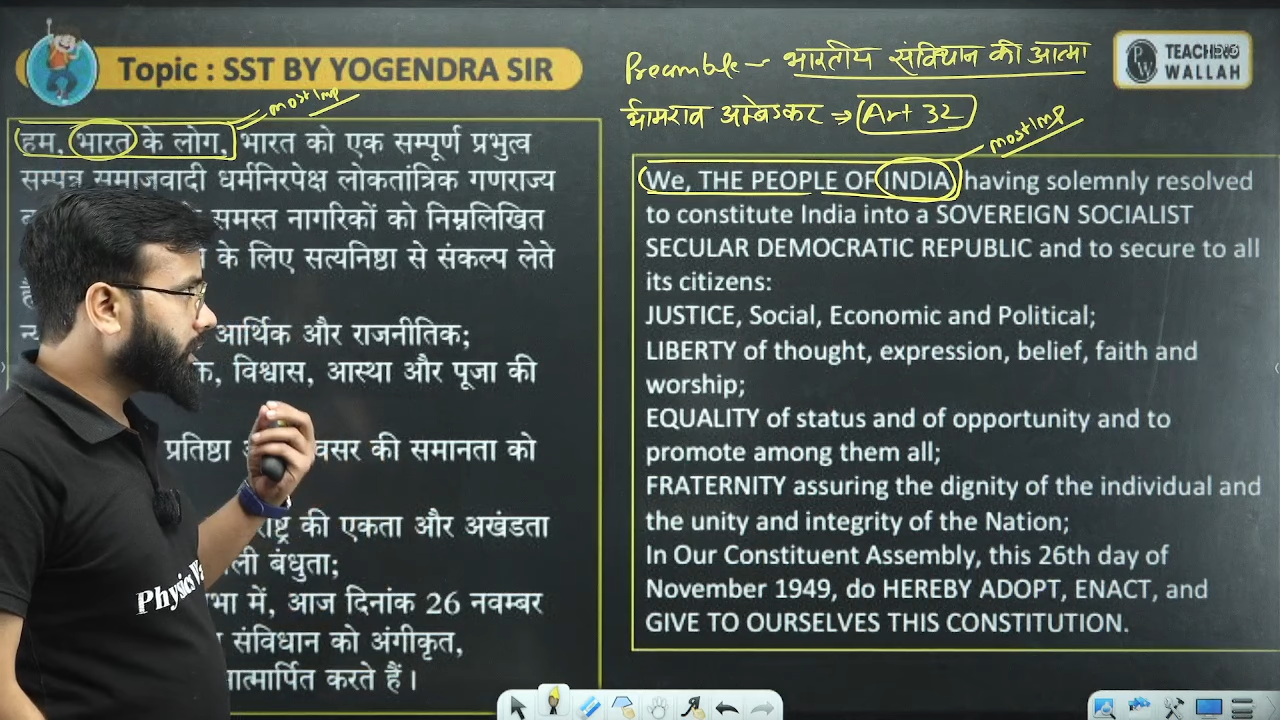 Topic : SST BY YOGENDRA SIR
Preamble - भारतीय संविधान की आत्मा
TEACHING
WALLAH
भीमराव अम्बेडकर ⇒ Art 32
most Imp
most Imp
हम, भारत के लोग, भारत को एक सम्पूर्ण प्रभुत्व
सम्पन्न समाजवादी धर्मनिरपेक्ष लोकतांत्रिक गणराज्य
समस्त नागरिकों को निम्नलिखित
के लिए सत्यनिष्ठा से संकल्प लेते
आर्थिक और राजनीतिक;
विश्वास, आस्था और पूजा की
प्रतिष्ठा की समानता को
की एकता और अखंडता
बंधुता;
में, आज दिनांक 26 नवम्बर
संविधान को अंगीकृत,
करते हैं।
We, THE PEOPLE OF INDIA, having solemnly resolved
to constitute India into a SOVEREIGN SOCIALIST
SECULAR DEMOCRATIC REPUBLIC and to secure to all
its citizens:
JUSTICE, Social, Economic and Political;
LIBERTY of thought, expression, belief, faith and
worship;
EQUALITY of status and of opportunity and to
promote among them all;
FRATERNITY assuring the dignity of the individual and
the unity and integrity of the Nation;
In Our Constituent Assembly, this 26th day of
November 1949, do HEREBY ADOPT, ENACT, and
GIVE TO OURSELVES THIS CONSTITUTION.
Physics